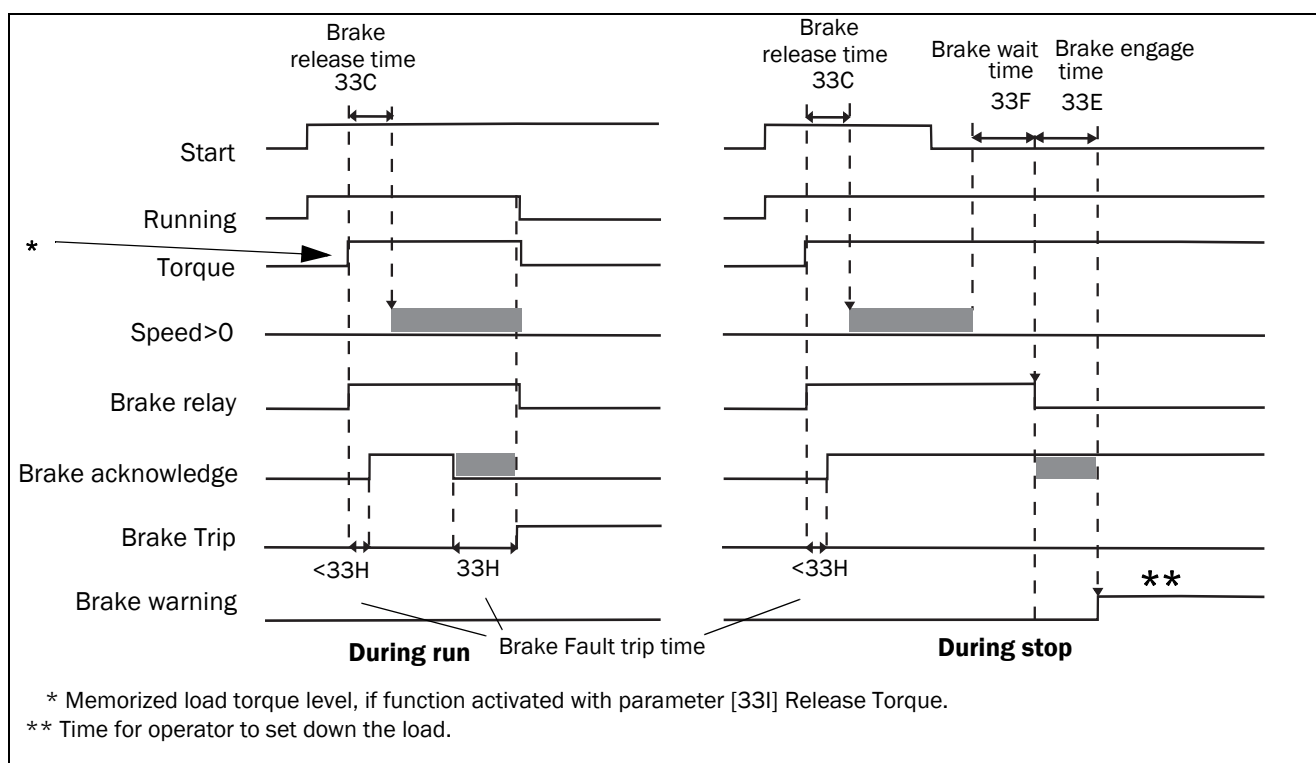 Brake
release time
33C
Brake
release time
33C
Brake wait
time
33F
Brake engage
time
33E
Start
Running
*
Torque
Speed>0
Brake relay
Brake acknowledge
Brake Trip
<33H
33H
<33H
**
Brake warning
During run
Brake Fault trip time
During stop
* Memorized load torque level, if function activated with parameter [33I] Release Torque.
** Time for operator to set down the load.